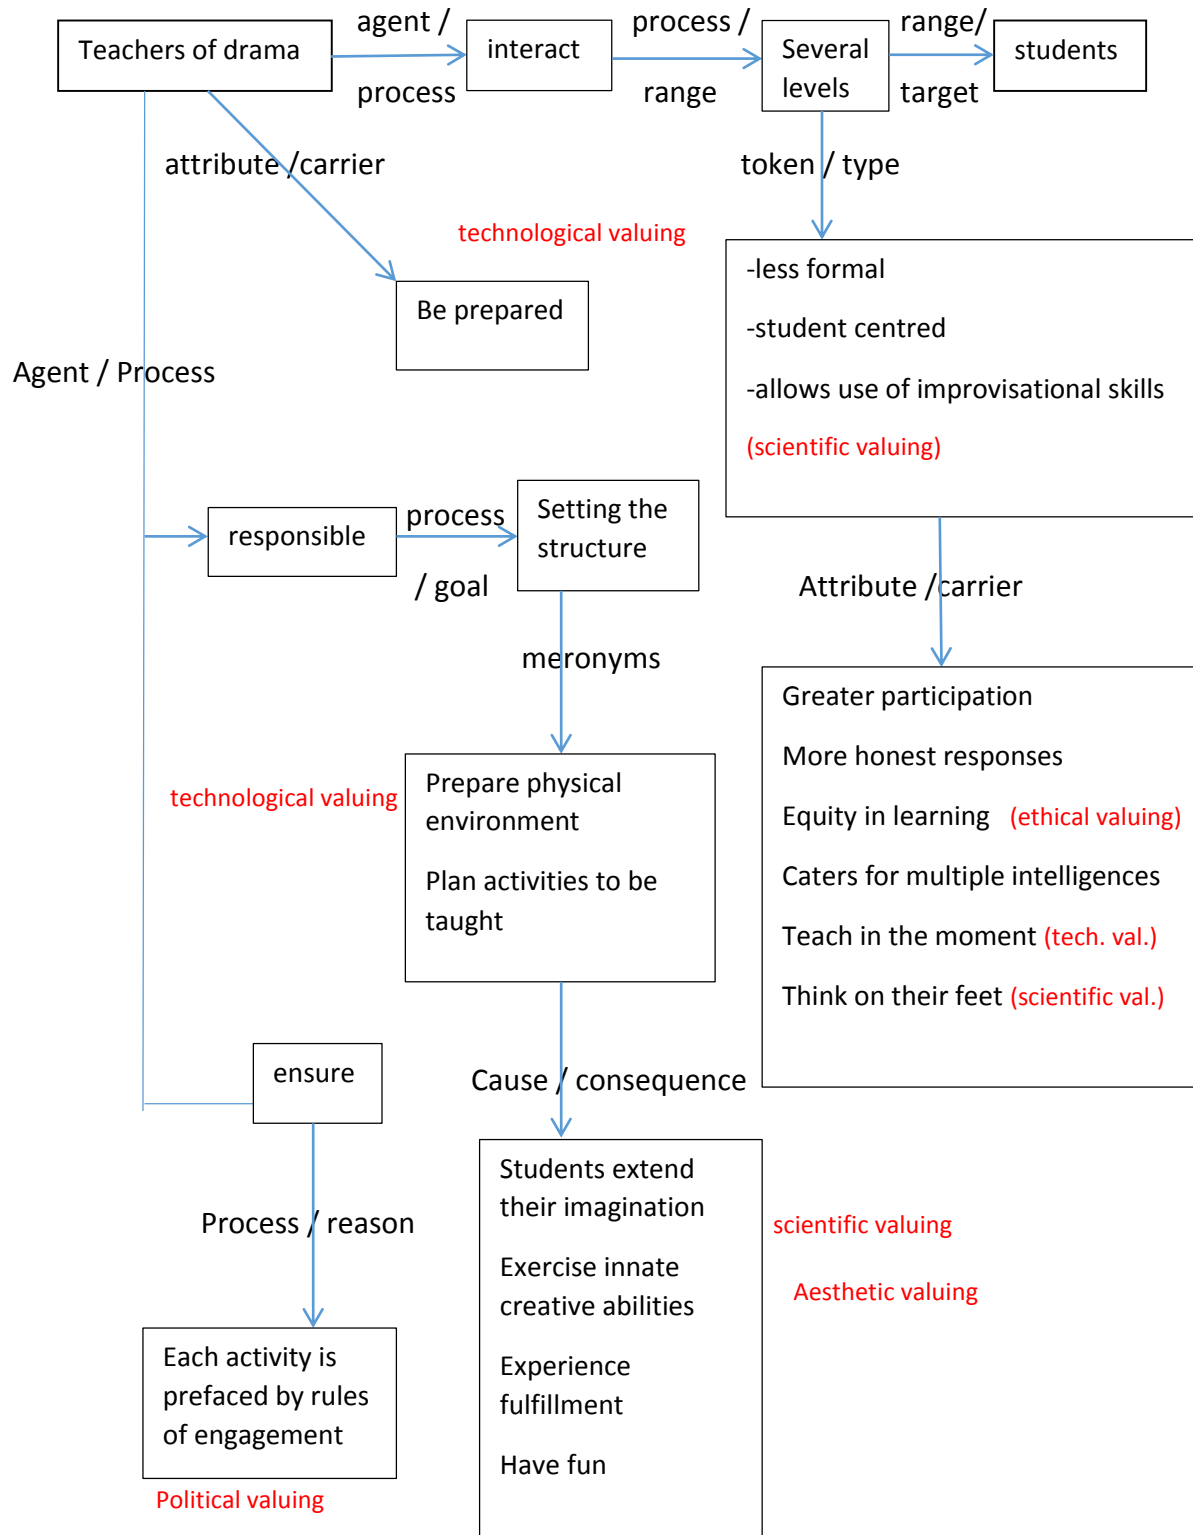 Teachers of drama
agent /
process
interact
process /
range
Several
levels
range/
target
students
attribute /carrier
token / type
technological valuing
Be prepared
-less formal
-student centred
-allows use of improvisational skills
(scientific valuing)
Agent / Process
responsible
process
/ goal
Setting the
structure
Attribute /carrier
meronyms
Greater participation
More honest responses
Equity in learning (ethical valuing)
Caters for multiple intelligences
Teach in the moment (tech. val.)
Think on their feet (scientific val.)
technological valuing
Prepare physical
environment
Plan activities to be
taught
ensure
Cause / consequence
Process / reason
Students extend
their imagination
Exercise innate
creative abilities
Experience
fulfillment
Have fun
scientific valuing
Aesthetic valuing
Each activity is
prefaced by rules
of engagement
Political valuing